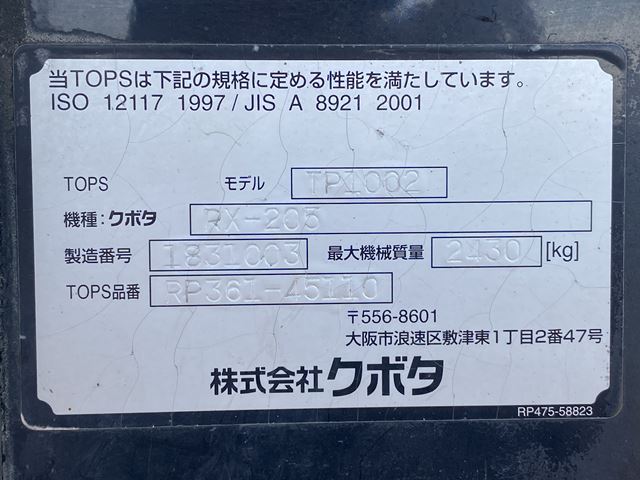 当TOPSは下記の規格に定める性能を満たしています。
ISO 12117 1997/JIS A 8921 2001
TOPS モデル TP1002
機種:クボタ RX-205
製造番号 1831003 最大機械質量 2430 [kg]
TOPS品番 RP361-45110
〒556-8601
大阪市浪速区敷津東1丁目2番47号
株式会社クボタ
RP475-58823